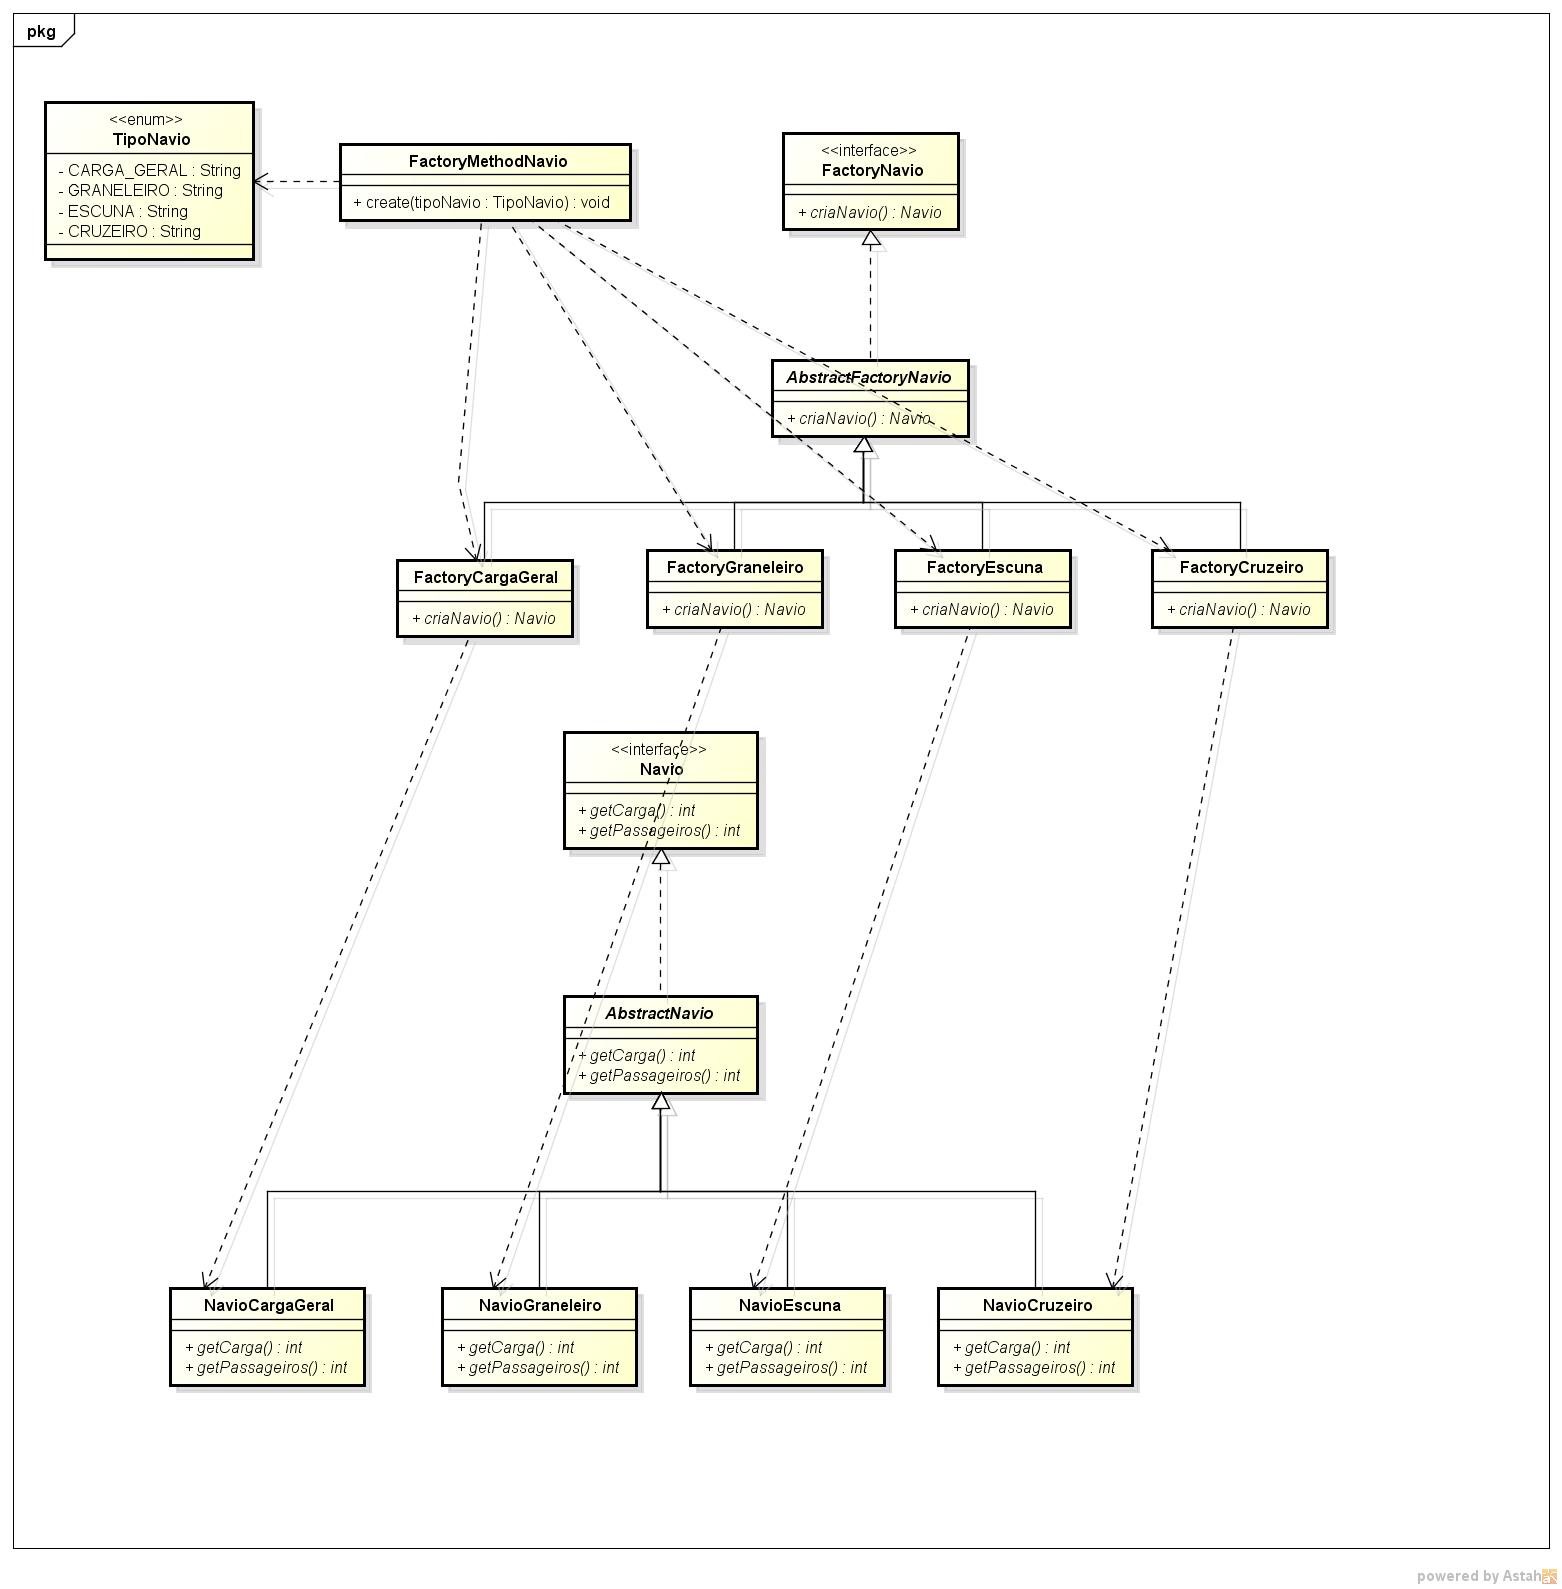 pkg
<<enum>>
TipoNavio
- CARGA_GERAL : String
- GRANELEIRO : String
- ESCUNA : String
- CRUZEIRO : String
FactoryMethodNavio
+ create(tipoNavio : TipoNavio) : void
<<interface>>
FactoryNavio
+ criaNavio() : Navio
AbstractFactoryNavio
+ criaNavio() : Navio
FactoryCargaGeral
+ criaNavio() : Navio
FactoryGraneleiro
+ criaNavio() : Navio
FactoryEscuna
+ criaNavio() : Navio
FactoryCruzeiro
+ criaNavio() : Navio
<<interface>>
Navio
+ getCarga() : int
+ getPassageiros() : int
AbstractNavio
+ getCarga() : int
+ getPassageiros() : int
NavioCargaGeral
+ getCarga() : int
+ getPassageiros() : int
NavioGraneleiro
+ getCarga() : int
+ getPassageiros() : int
NavioEscuna
+ getCarga() : int
+ getPassageiros() : int
NavioCruzeiro
+ getCarga() : int
+ getPassageiros() : int
powered by Astah